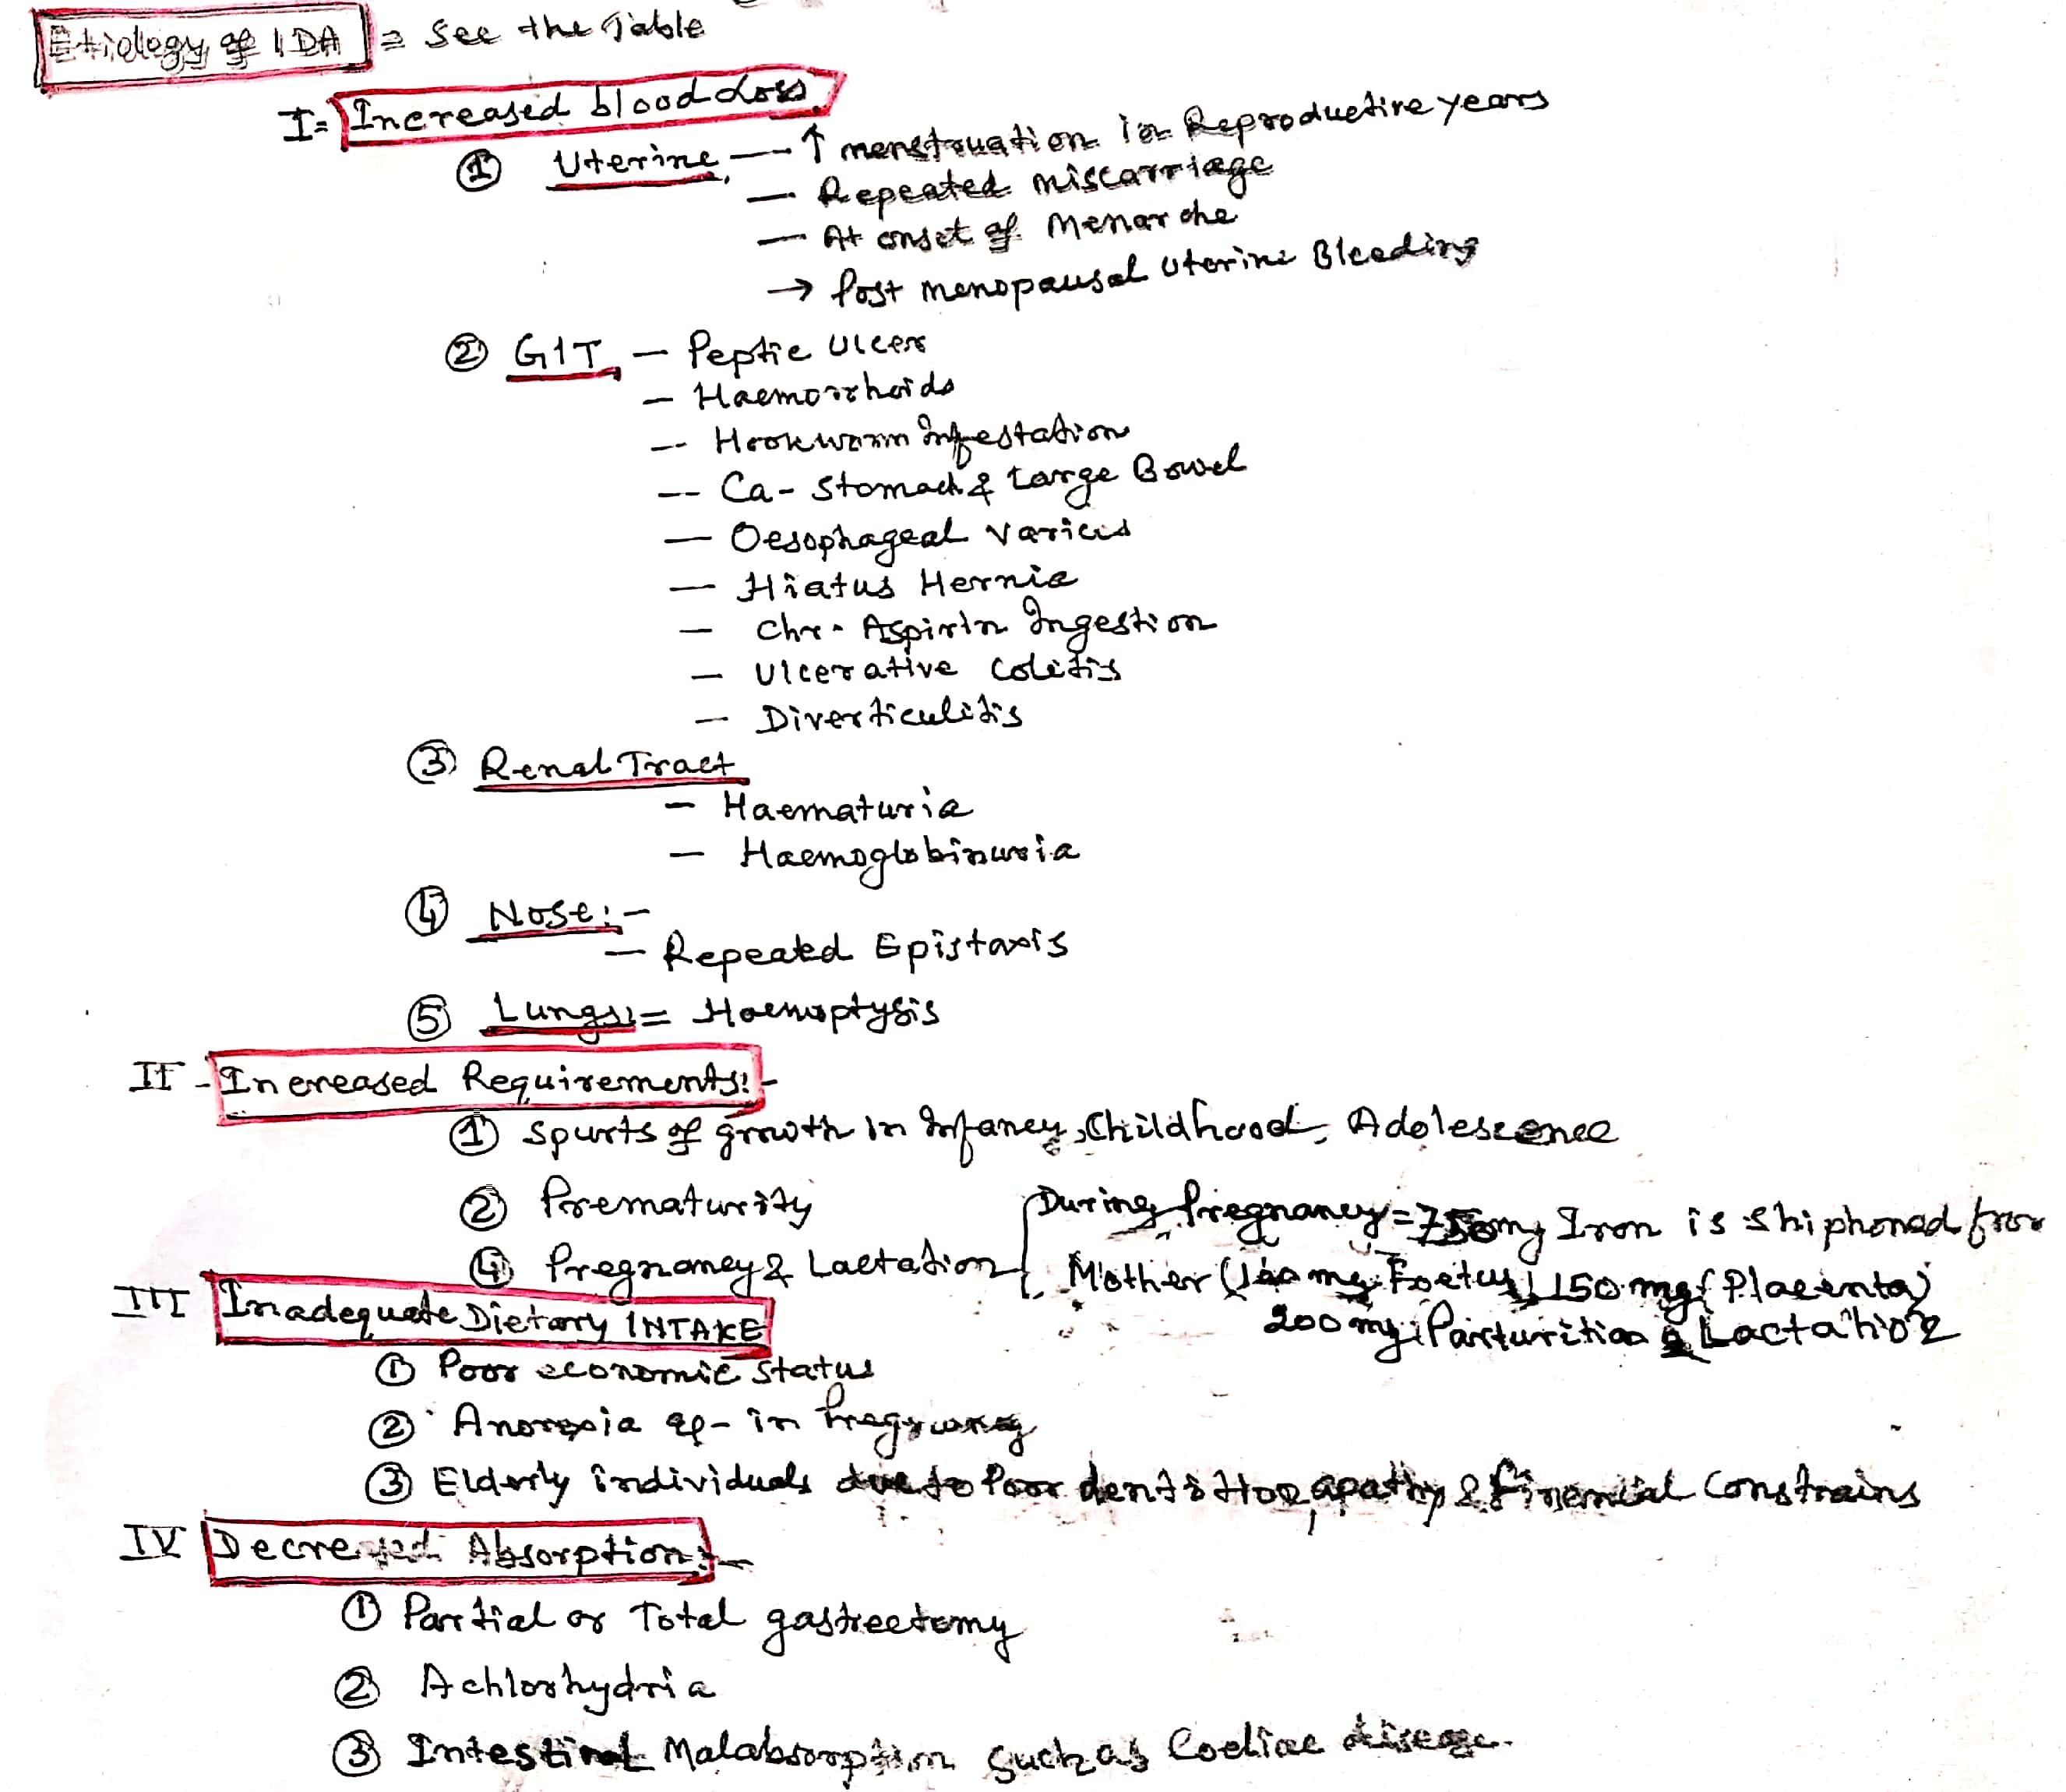 Etiology of IDA = See the Table
I = Increased blood Loss
① Uterine — ↑ menstruation in Reproductive years
— Repeated miscarriage
— At onset of Menarche
→ Post menopausal Uterine Bleeding
② GIT — Peptic Ulcers
— Haemorrhoids
— Hookworm Infestation
— Ca - Stomach & Large Bowel
— Oesophageal Varices
— Hiatus Hernia
— Chr. Aspirin Ingestion
— Ulcerative Colitis
— Diverticulitis
③ Renal Tract
— Haematuria
— Haemoglobinuria
④ Nose :-
— Repeated Epistaxis
⑤ Lungs := Haemoptysis
II - Increased Requirements :-
① Spurts of growth in Infancy, Childhood, Adolescence
② Prematurity
④ Pregnancy & Lactation
During Pregnancy = 750 mg Iron is shiphoned from
Mother ( mg Foetus), 150 mg (Placenta)
200 mg (Parturition & Lactation
III Inadequate Dietary INTAKE
① Poor economic status
② Anorexia esp - in Pregnancy
③ Elderly individuals due to Poor dentition, apathy & financial Constrains
IV Decreased Absorption :-
① Partial or Total gastrectomy
② Achlorhydria
③ Intestinal Malabsorption such as Coeliac disease.